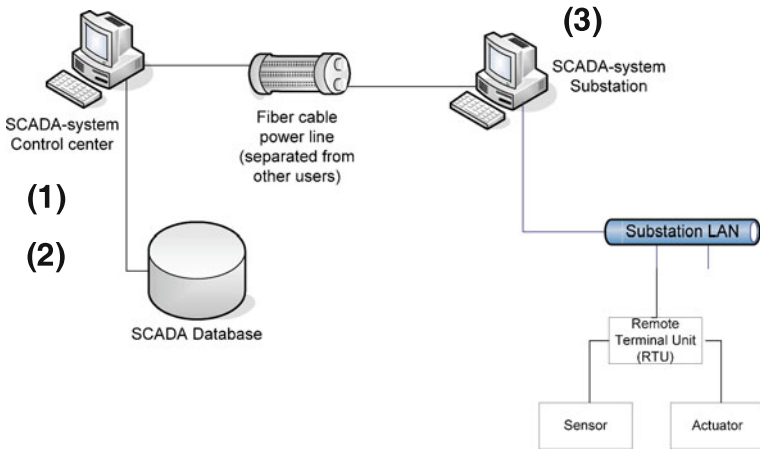 (3)
SCADA-system
Substation
SCADA-system
Control center
Fiber cable
power line
(separated from
other users)
(1)
(2)
Substation LAN
SCADA Database
Remote
Terminal Unit
(RTU)
Sensor
Actuator